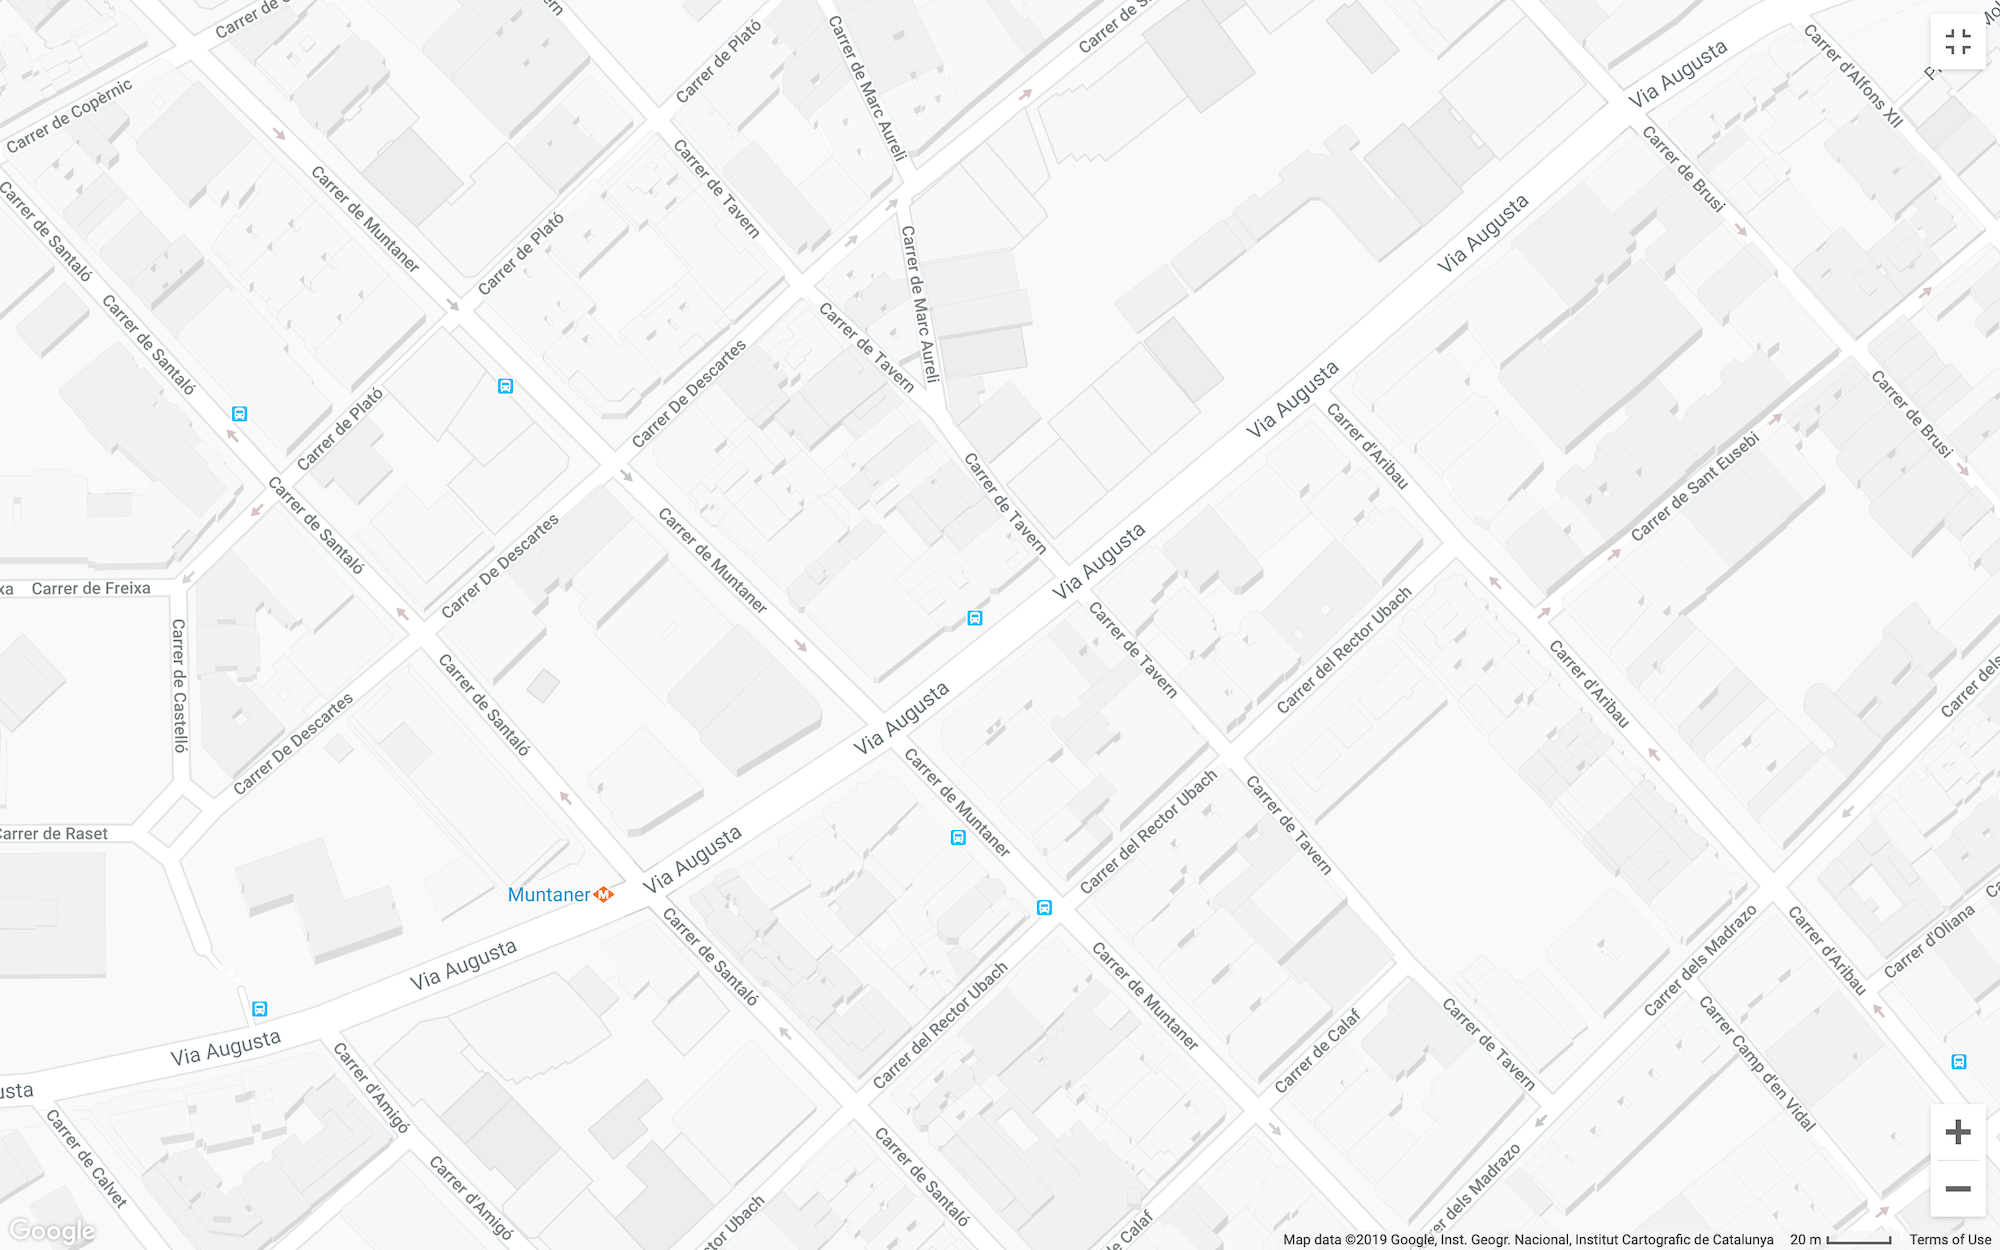 Carrer de Plató
Carrer de Marc Aureli
Via Augusta
Carrer d'Alfons XII
Carrer de Copèrnic
Carrer de Muntaner
Carrer de Tavern
Carrer de Brusi
Carrer de Santaló
Carrer de Santaló
Carrer de Plató
Carrer de Marc Aureli
Via Augusta
Carrer de Tavern
Carrer De Descartes
Via Augusta
Carrer de Plató
Carrer d'Aribau
Carrer de Brusi
Carrer de Santaló
Carrer De Descartes
Carrer de Muntaner
Carrer de Tavern
Via Augusta
Carrer de Sant Eusebi
xa
Carrer de Freixa
Carrer de Castelló
Carrer de Tavern
Carrer del Rector Ubach
Carrer d'Aribau
Carrer dels
Carrer de Santaló
Carrer De Descartes
Via Augusta
Carrer de Muntaner
Carrer del Rector Ubach
Carrer de Tavern
Carrer de Raset
Via Augusta
Muntaner
M
Carrer de Santaló
Via Augusta
Carrer de Muntaner
Carrer dels Madrazo
Carrer d'Aribau
Carrer d'Oliana
Via Augusta
Carrer del Rector Ubach
Carrer de Calaf
Carrer de Tavern
Carrer Camp d'en Vidal
usta
Carrer d'Amigó
Carrer de Calvet
Carrer d'Amigó
Carrer de Santaló
Google
Map data ©2019 Google, Inst. Geogr. Nacional, Institut Cartografic de Catalunya
20 m
Terms of Use